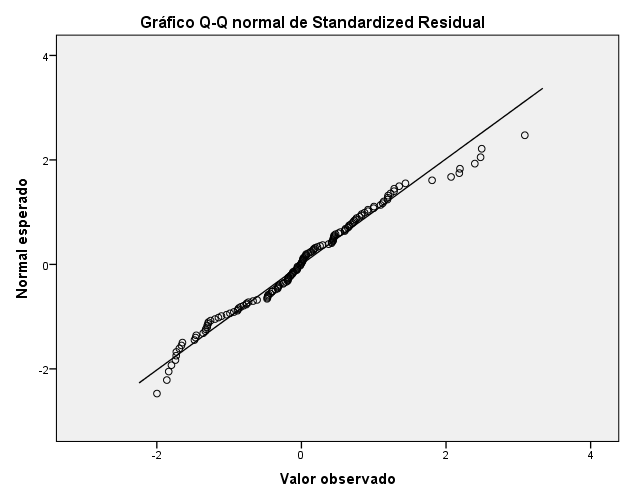 Gráfico Q-Q normal de Standardized Residual
4
2
0
-2
Normal esperado
-2
0
2
4
Valor observado